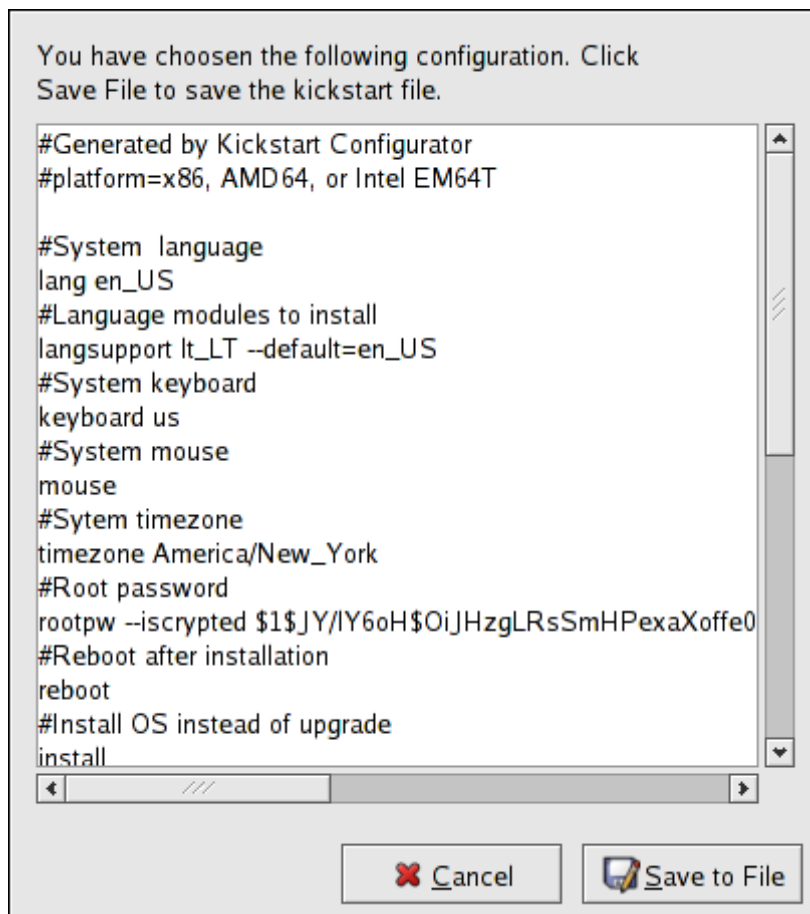 You have choosen the following configuration. Click
Save File to save the kickstart file.
#Generated by Kickstart Configurator
#platform=x86, AMD64, or Intel EM64T
#System  language
lang en_US
#Language modules to install
langsupport lt_LT --default=en_US
#System keyboard
keyboard us
#System mouse
mouse
#Sytem timezone
timezone America/New_York
#Root password
rootpw --iscrypted $1$JY/lY6oH$OiJHzgLRsSmHPexaXoffe0
#Reboot after installation
reboot
#Install OS instead of upgrade
install
Cancel
Save to File